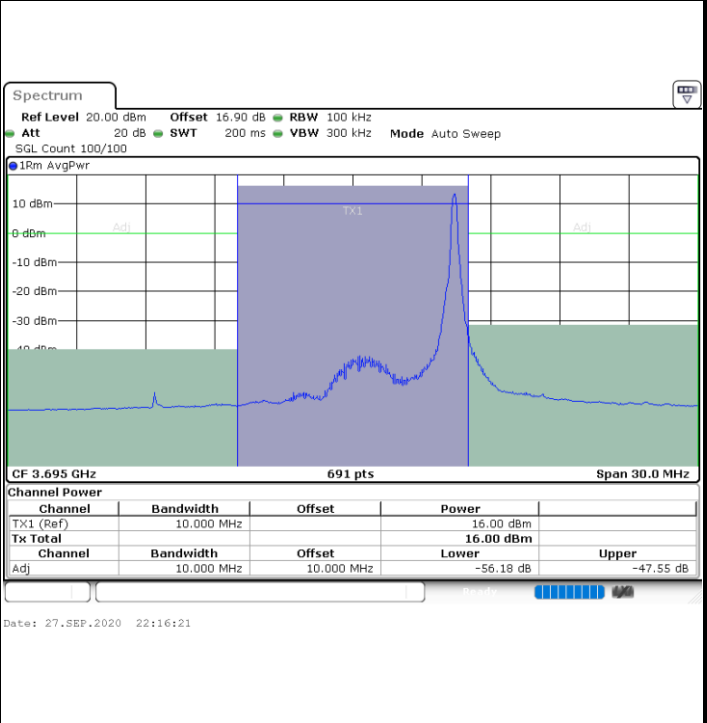 Spectrum
Ref Level 20.00 dBm Offset 16.90 dB RBW 100 kHz
Att 20 dB SWT 200 ms VBW 300 kHz Mode Auto Sweep
SGL Count 100/100
1Rm AvgPwr
10 dBm
TX1
Adj Adj
0 dBm
-10 dBm
-20 dBm
-30 dBm
-40 dBm
CF 3.695 GHz 691 pts Span 30.0 MHz
Channel Power
Channel Bandwidth Offset Power
TX1 (Ref) 10.000 MHz 16.00 dBm
Tx Total 16.00 dBm
Channel Bandwidth Offset Lower Upper
Adj 10.000 MHz 10.000 MHz -56.18 dB -47.55 dB
Ready
Date: 27.SEP.2020 22:16:21